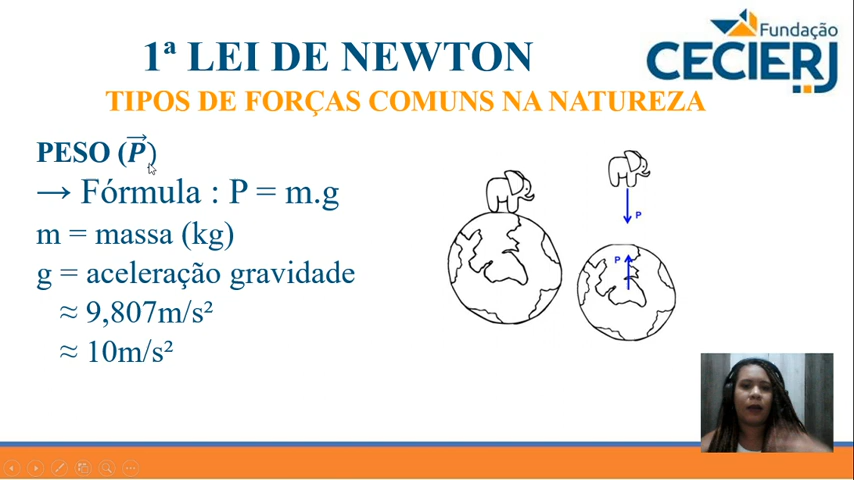 1ª LEI DE NEWTON
Fundação
CECIERJ
TIPOS DE FORÇAS COMUNS NA NATUREZA
PESO (P⃗)
→ Fórmula : P = m.g
m = massa (kg)
g = aceleração gravidade
≈ 9,807m/s²
≈ 10m/s²
P
P